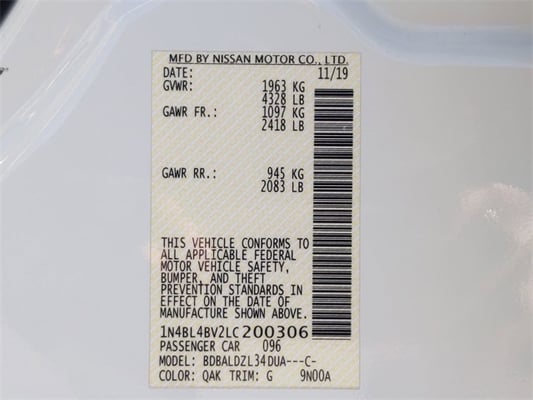 MFD BY NISSAN MOTOR CO., LTD.
DATE: 11/19
GVWR: 1963 KG
4328 LB
GAWR FR.: 1097 KG
2418 LB
GAWR RR.: 945 KG
2083 LB
THIS VEHICLE CONFORMS TO
ALL APPLICABLE FEDERAL
MOTOR VEHICLE SAFETY,
BUMPER, AND THEFT
PREVENTION STANDARDS IN
EFFECT ON THE DATE OF
MANUFACTURE SHOWN ABOVE.
1N4BL4BV2LC200306
PASSENGER CAR 096
MODEL: BDBALDZL34DUA---C-
COLOR: QAK TRIM: G 9N00A